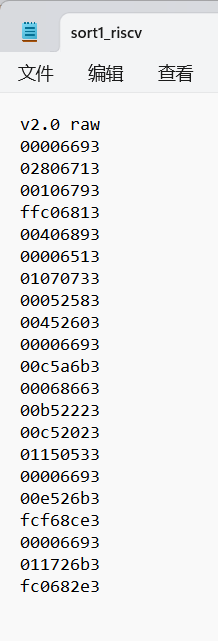 sort1_riscv
文件 编辑 查看
v2.0 raw
00006693
02806713
00106793
ffc06813
00406893
00006513
01070733
00052583
00452603
00006693
00c5a6b3
00068663
00b52223
00c52023
01150533
00006693
00e526b3
fcf68ce3
00006693
011726b3
fc0682e3